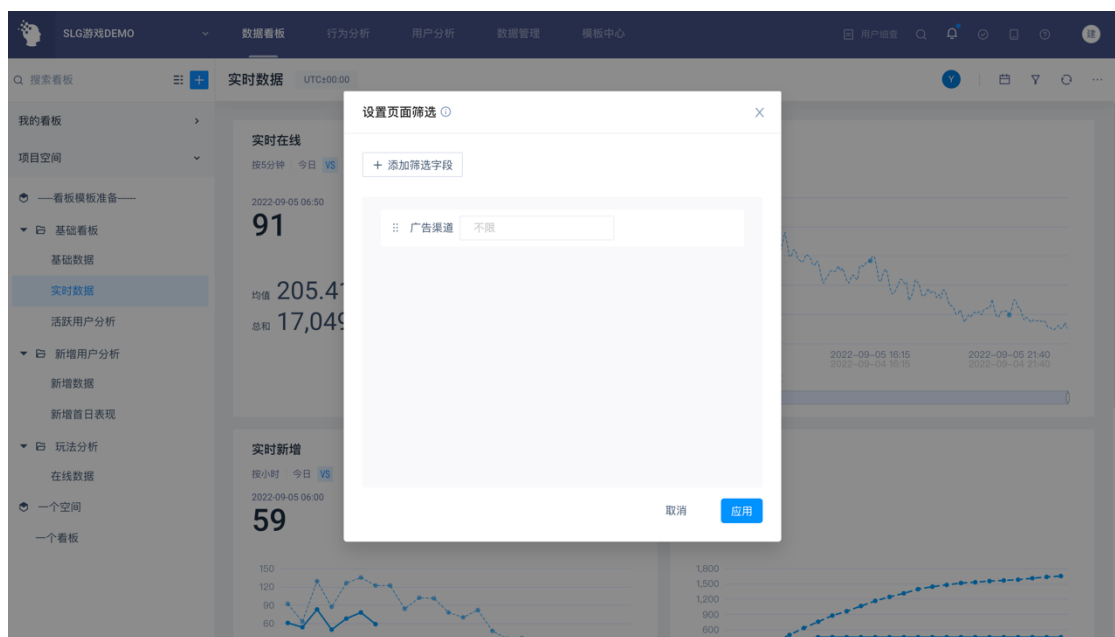 SLG游戏DEMO
数据看板 行为分析 用户分析 数据管理 模板中心
用户细查
建
搜索看板
实时数据 UTC±00:00
Y
我的看板
项目空间
——看板模板准备——
基础看板
基础数据
实时数据
活跃用户分析
新增用户分析
新增数据
新增首日表现
玩法分析
在线数据
一个空间
一个看板
实时在线
按5分钟 今日 VS
2022-09-05 06:50
91
均值 205.41
总和 17,049
2022-09-05 16:15 2022-09-05 21:40
2022-09-04 16:15 2022-09-04 21:40
设置页面筛选
+ 添加筛选字段
广告渠道 不限
取消 应用
实时新增
按小时 今日 VS
2022-09-05 06:00
59
150
120
90
60
1,800
1,500
1,200
900
600